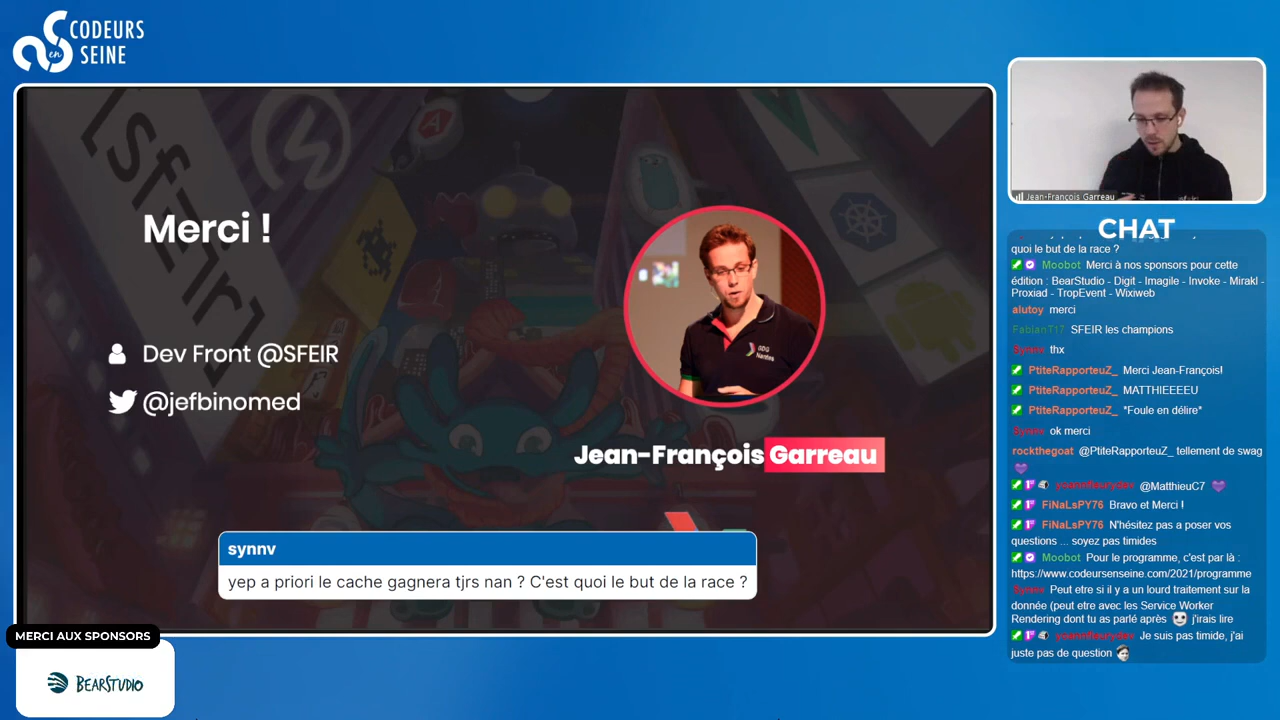 CODEURS
en
SEINE
[sfeir]
Merci !
Dev Front @SFEIR
@jefbinomed
GDG
Nantes
Jean-François Garreau
synnv
yep a priori le cache gagnera tjrs nan ? C'est quoi le but de la race ?
MERCI AUX SPONSORS
BEARSTUDIO
Jean-François Garreau
CHAT
quoi le but de la race ?
Moobot Merci à nos sponsors pour cette
édition : BearStudio - Digit - Imagile - Invoke - Mirakl -
Proxiad - TropEvent - Wixiweb
alutoy merci
FabianT17 SFEIR les champions
Synnv thx
PtiteRapporteuZ_ Merci Jean-François!
PtiteRapporteuZ_ MATTHIEEEEU
PtiteRapporteuZ_ *Foule en délire*
Synnv ok merci
rockthegoat @PtiteRapporteuZ_ tellement de swag
@MatthieuC7
FiNaLsPY76 Bravo et Merci !
FiNaLsPY76 N'hésitez pas a poser vos
questions ... soyez pas timides
Moobot Pour le programme, c'est par là :
https://www.codeursenseine.com/2021/programme
Synnv Peut etre si il y a un lourd traitement sur la
donnée (peut etre avec les Service Worker
Rendering dont tu as parlé après j'irais lire
Je suis pas timide, j'ai
juste pas de question